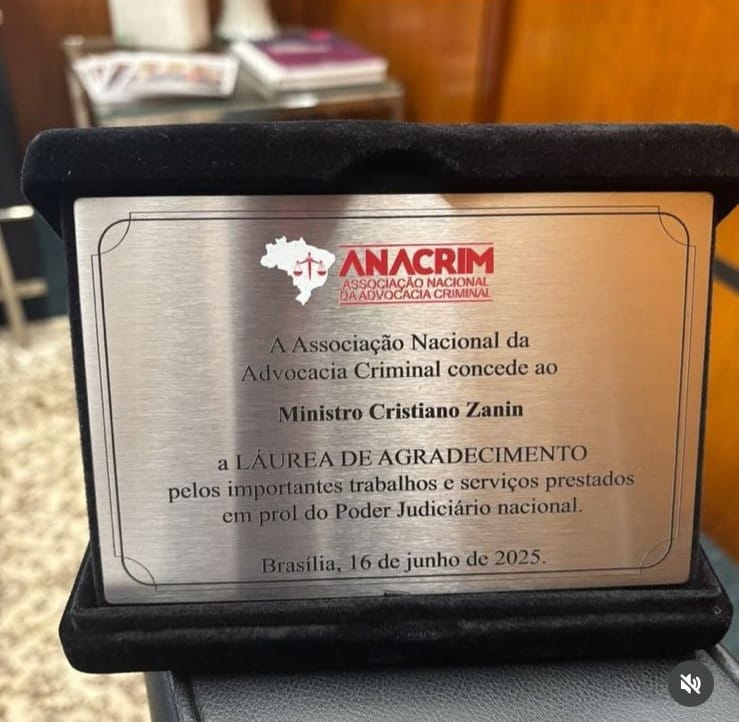 ANACRIM
ASSOCIAÇÃO NACIONAL
DA ADVOCACIA CRIMINAL
A Associação Nacional da
Advocacia Criminal concede ao
Ministro Cristiano Zanin
a LÁUREA DE AGRADECIMENTO
pelos importantes trabalhos e serviços prestados
em prol do Poder Judiciário nacional.
Brasília, 16 de junho de 2025.